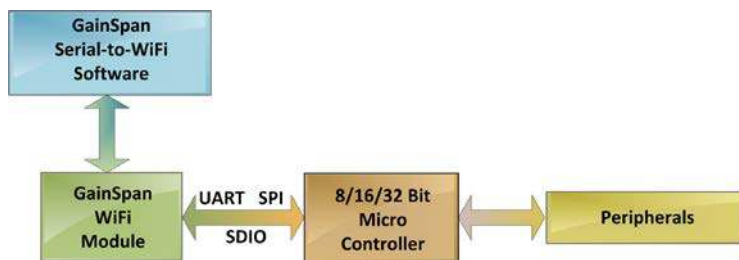 GainSpan
Serial-to-WiFi
Software
GainSpan
WiFi
Module
UART SPI
SDIO
8/16/32 Bit
Micro
Controller
Peripherals